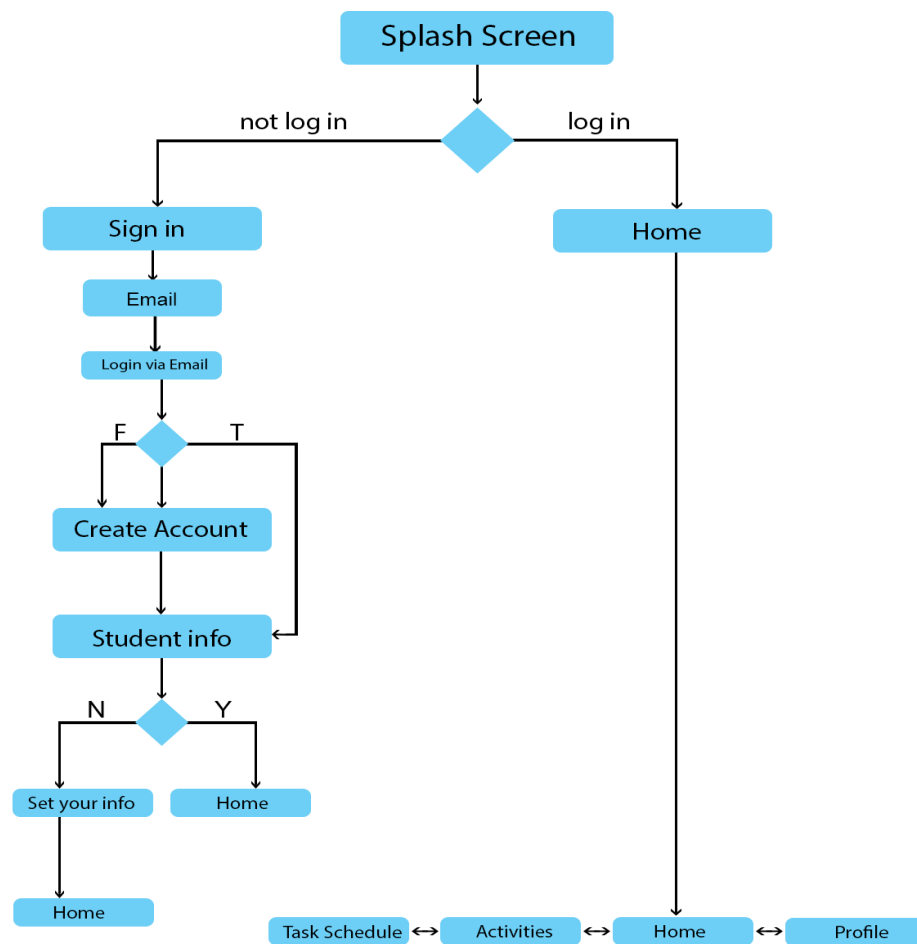 Splash Screen
not log in
log in
Sign in
Home
Email
Login via Email
F
T
Create Account
Student info
N
Y
Set your info
Home
Home
Task Schedule
Activities
Home
Profile